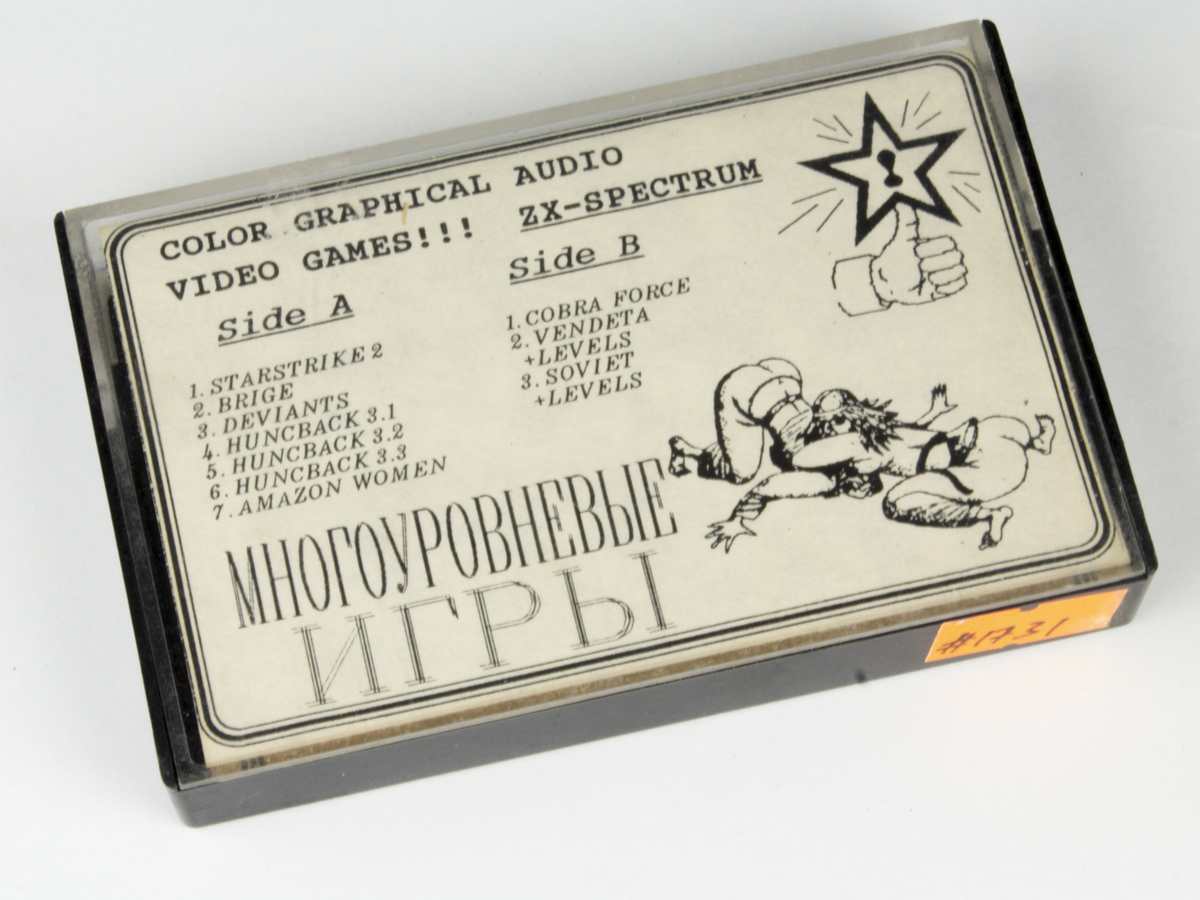 COLOR GRAPHICAL AUDIO
VIDEO GAMES!!! ZX-SPECTRUM
Side A
1. STARSTRIKE 2
2. BRIGE
3. DEVIANTS
4. HUNCBACK 3.1
5. HUNCBACK 3.2
6. HUNCBACK 3.3
7. AMAZON WOMEN
Side B
1. COBRA FORCE
2. VENDETA
+LEVELS
3. SOVIET
+LEVELS
МНОГОУРОВНЕВЫЕ
ИГРЫ
#1731